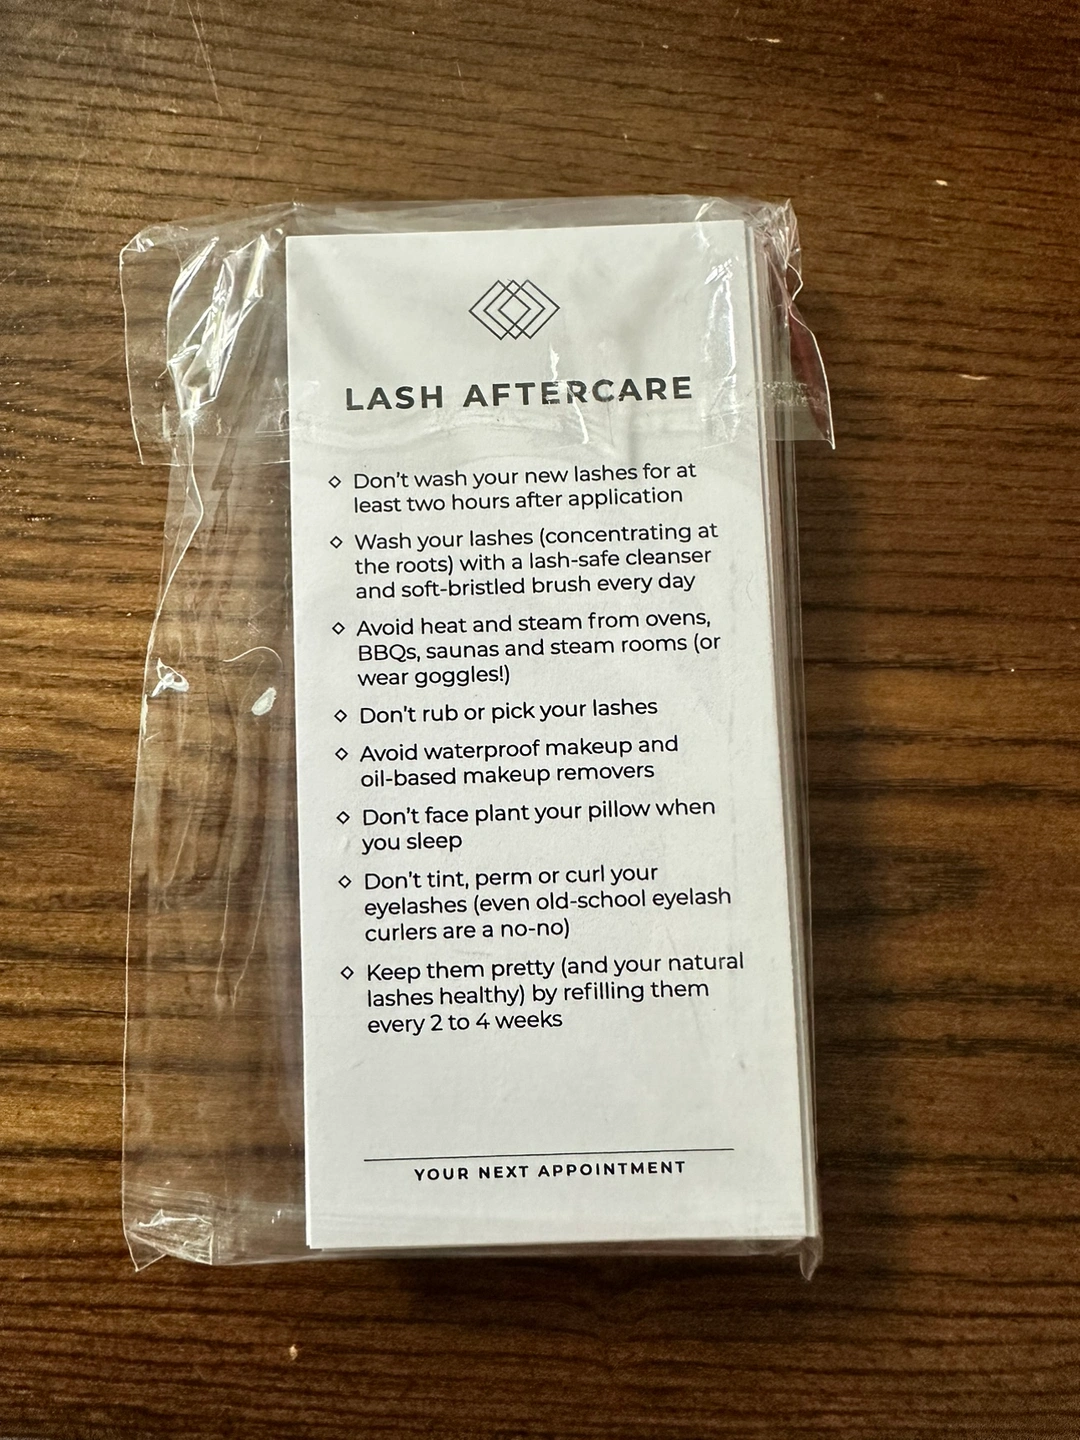 LASH AFTERCARE
Don't wash your new lashes for at
least two hours after application
Wash your lashes (concentrating at
the roots) with a lash-safe cleanser
and soft-bristled brush every day
Avoid heat and steam from ovens,
BBQs, saunas and steam rooms (or
wear goggles!)
Don't rub or pick your lashes
Avoid waterproof makeup and
oil-based makeup removers
Don't face plant your pillow when
you sleep
Don't tint, perm or curl your
eyelashes (even old-school eyelash
curlers are a no-no)
Keep them pretty (and your natural
lashes healthy) by refilling them
every 2 to 4 weeks
YOUR NEXT APPOINTMENT